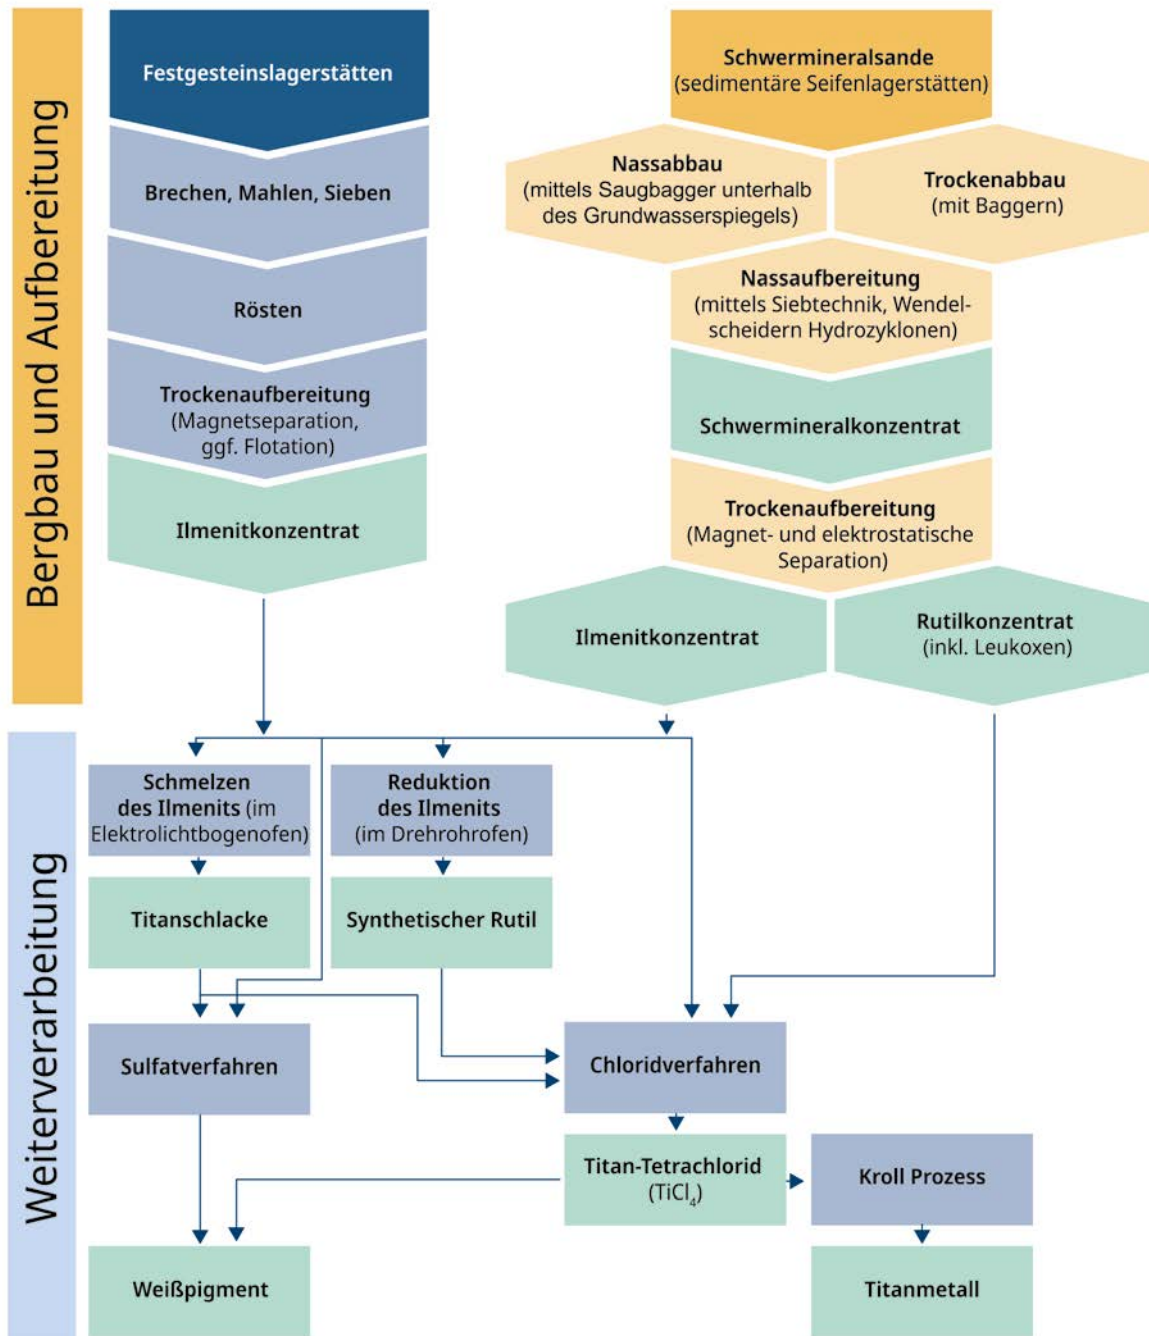 Bergbau und Aufbereitung
Festgesteinslagerstätten
Brechen, Mahlen, Sieben
Rösten
Trockenaufbereitung
(Magnetseparation,
ggf. Flotation)
Ilmenitkonzentrat
Schwermineralsande
(sedimentäre Seifenlagerstätten)
Nassabbau
(mittels Saugbagger unterhalb
des Grundwasserspiegels)
Trockenabbau
(mit Baggern)
Nassaufbereitung
(mittels Siebtechnik, Wendel-
scheidern Hydrozyklonen)
Schwermineralkonzentrat
Trockenaufbereitung
(Magnet- und elektrostatische
Separation)
Ilmenitkonzentrat
Rutilkonzentrat
(inkl. Leukoxen)
Weiterverarbeitung
Schmelzen
des Ilmenits (im
Elektrolichtbogenofen)
Reduktion
des Ilmenits
(im Drehrohrofen)
Titanschlacke
Synthetischer Rutil
Sulfatverfahren
Chloridverfahren
Titan-Tetrachlorid
(TiCl₄)
Kroll Prozess
Weißpigment
Titanmetall